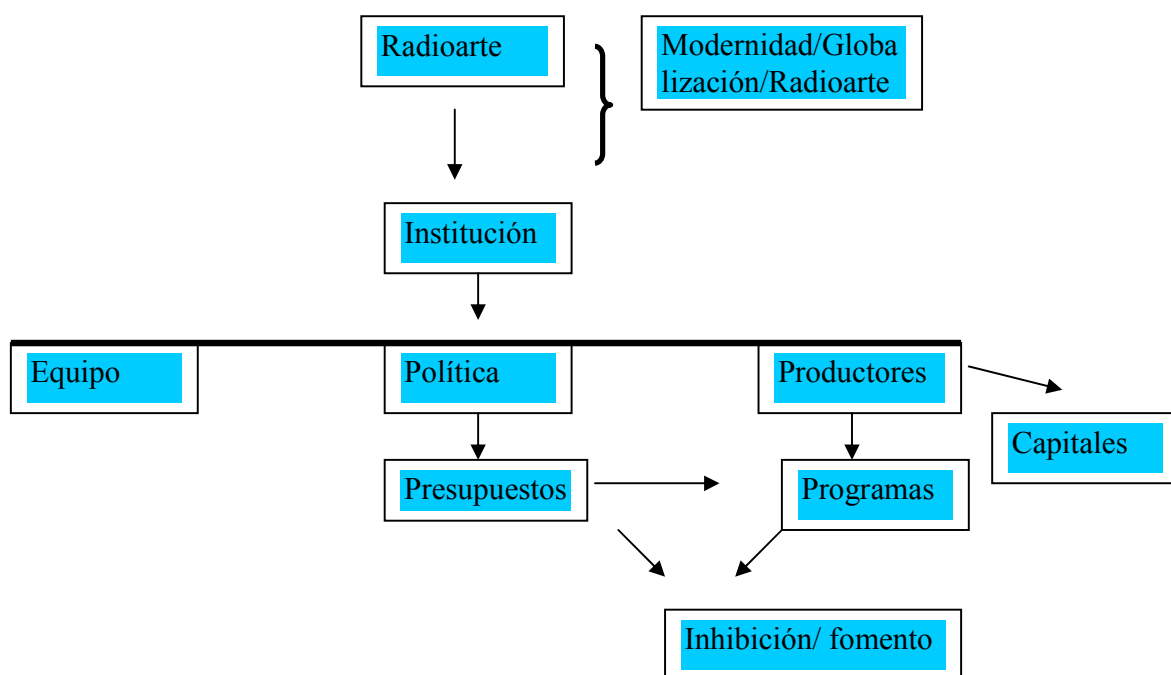 Radioarte
Modernidad/Globa
lización/Radioarte
Institución
Equipo
Política
Productores
Capitales
Presupuestos
Programas
Inhibición/ fomento